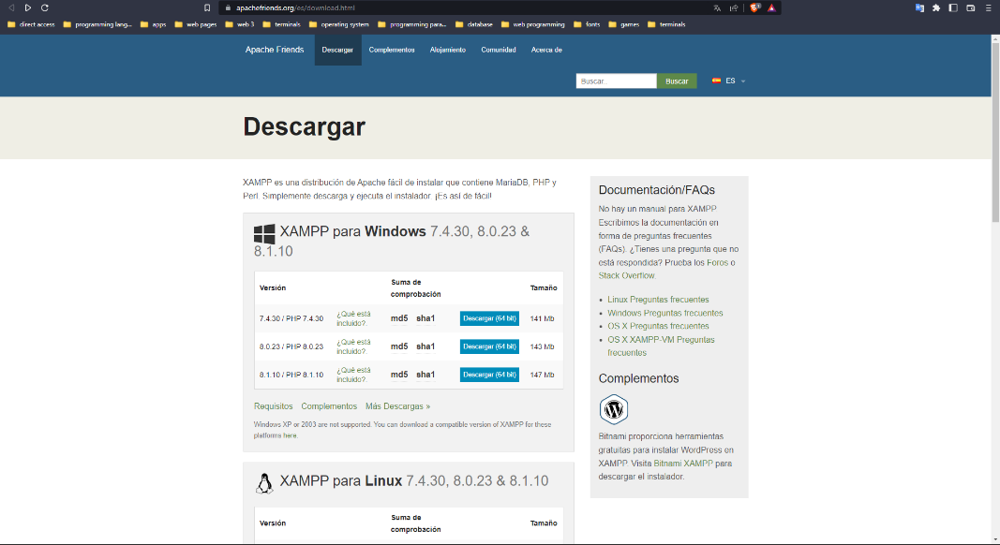 apachefriends.org/es/download.html
direct access
programming lang...
apps
web pages
web 3
terminals
operating system
programming para...
database
web programming
fonts
games
terminals
Apache Friends
Descargar
Complementos
Alojamiento
Comunidad
Acerca de
Buscar...
Buscar
ES
Descargar
XAMPP es una distribución de Apache fácil de instalar que contiene MariaDB, PHP y
Perl. Simplemente descarga y ejecuta el instalador. ¡Es así de fácil!
XAMPP para Windows 7.4.30, 8.0.23 &
8.1.10
Versión
Suma de
comprobación
Tamaño
7.4.30 / PHP 7.4.30
¿Qué está
incluido?
md5 sha1
Descargar (64 bit)
141 Mb
8.0.23 / PHP 8.0.23
¿Qué está
incluido?
md5 sha1
Descargar (64 bit)
143 Mb
8.1.10 / PHP 8.1.10
¿Qué está
incluido?
md5 sha1
Descargar (64 bit)
147 Mb
Requisitos Complementos Más Descargas »
Windows XP or 2003 are not supported. You can download a compatible version of XAMPP for these
platforms here.
XAMPP para Linux 7.4.30, 8.0.23 & 8.1.10
Versión
Suma de
comprobación
Tamaño
Documentación/FAQs
No hay un manual para XAMPP.
Escribimos la documentación en
forma de preguntas frecuentes
(FAQs). ¿Tienes una pregunta que no
está respondida? Prueba los Foros o
Stack Overflow.
Linux Preguntas frecuentes
Windows Preguntas frecuentes
OS X Preguntas frecuentes
OS X XAMPP-VM Preguntas
frecuentes
Complementos
Bitnami proporciona herramientas
gratuitas para instalar WordPress en
XAMPP. Visita Bitnami XAMPP para
descargar el instalador.